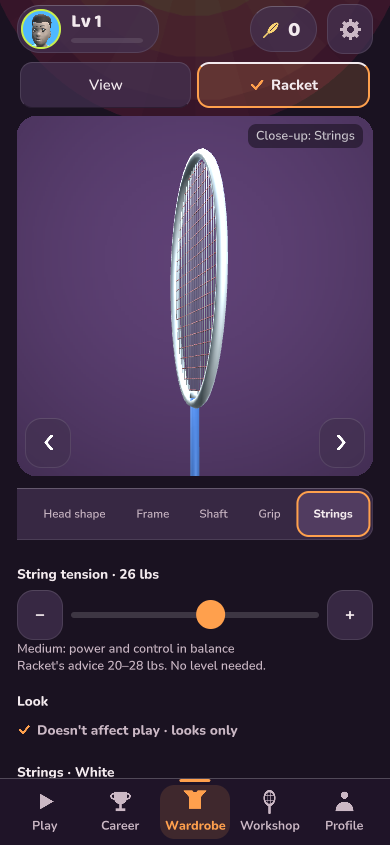 Lv 1
0
View
Racket
Close-up: Strings
Head shape
Frame
Shaft
Grip
Strings
String tension · 26 lbs
Medium: power and control in balance
Racket's advice 20–28 lbs. No level needed.
Look
Doesn't affect play · looks only
Strings · White
Play
Career
Wardrobe
Workshop
Profile